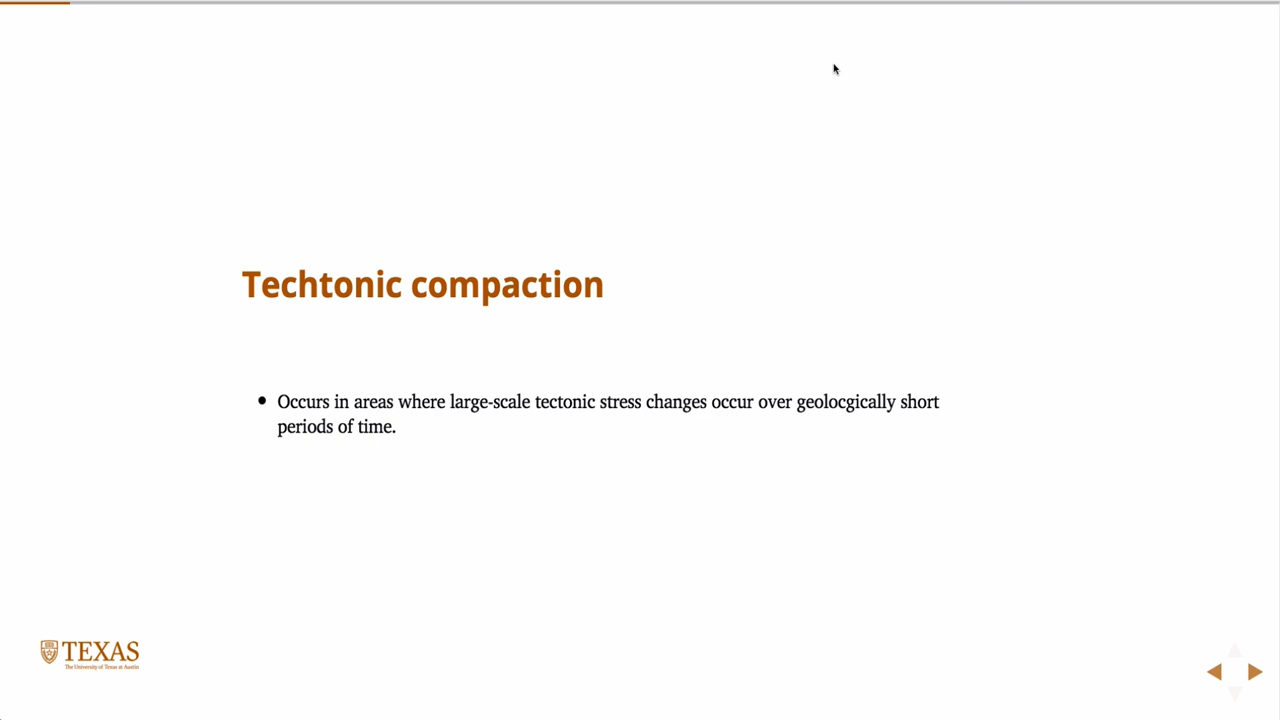 Techtonic compaction
• Occurs in areas where large-scale tectonic stress changes occur over geolocgically short
periods of time.
TEXAS
The University of Texas at Austin